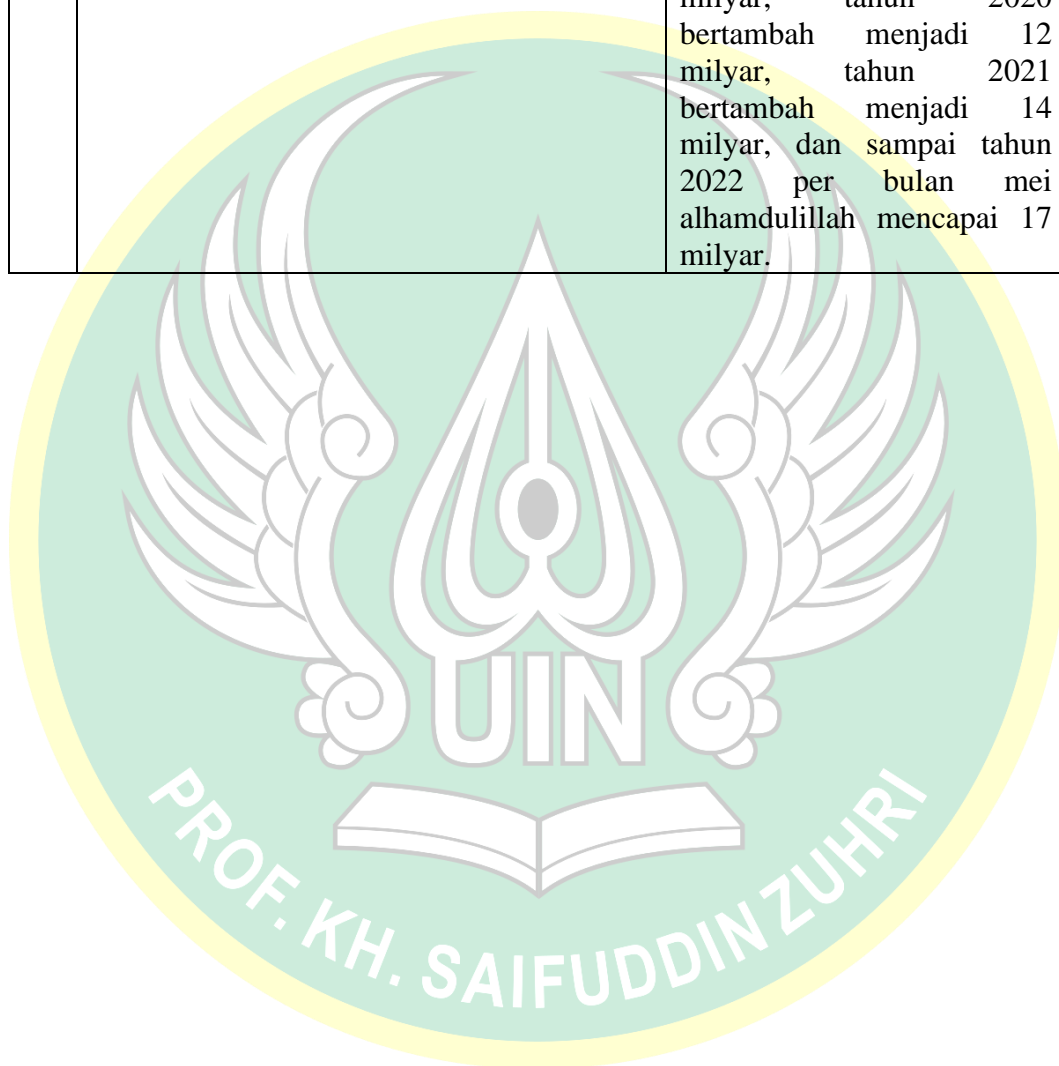 milyar, tahun 2020
bertambah menjadi 12
milyar, tahun 2021
bertambah menjadi 14
milyar, dan sampai tahun
2022 per bulan mei
alhamdulillah mencapai 17
milyar.
UIN
PROF. KH. SAIFUDDIN ZUHRI